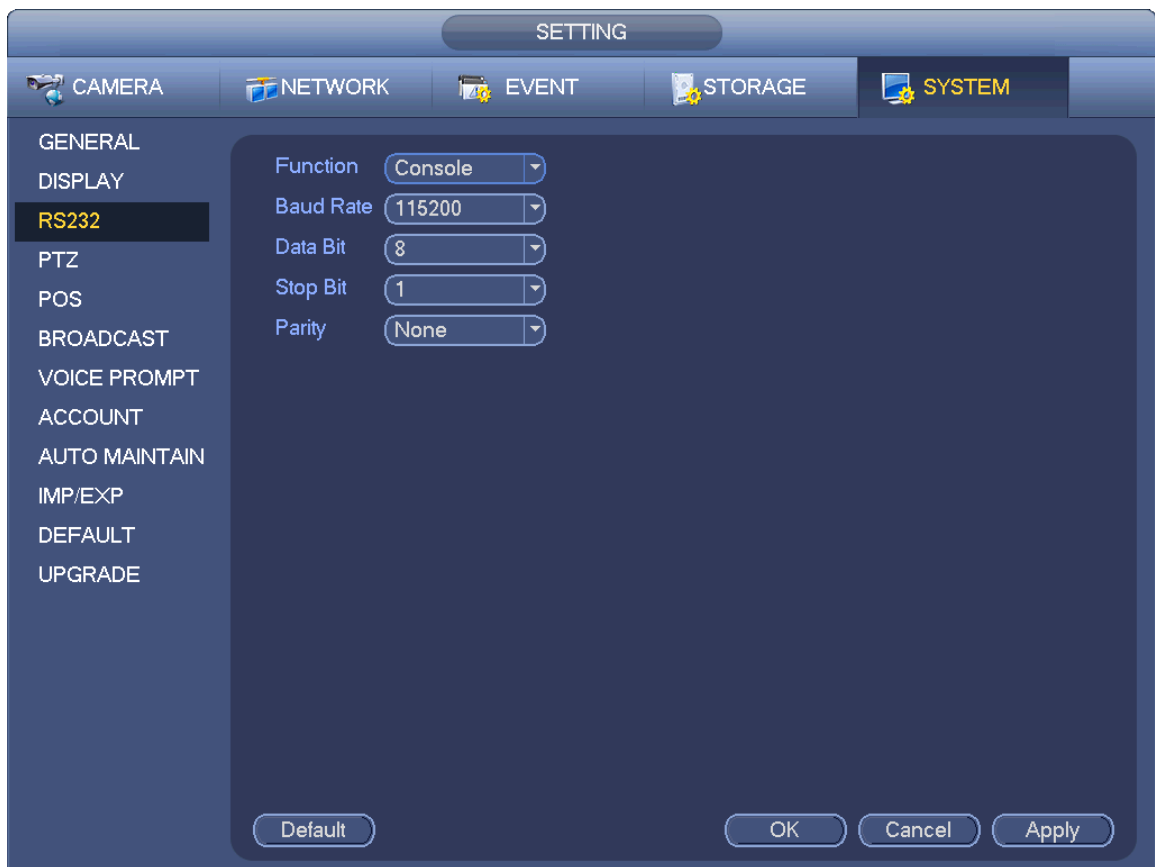 SETTING
CAMERA NETWORK EVENT STORAGE SYSTEM
GENERAL
DISPLAY
RS232
PTZ
POS
BROADCAST
VOICE PROMPT
ACCOUNT
AUTO MAINTAIN
IMP/EXP
DEFAULT
UPGRADE
Function Console
Baud Rate 115200
Data Bit 8
Stop Bit 1
Parity None
Default OK Cancel Apply